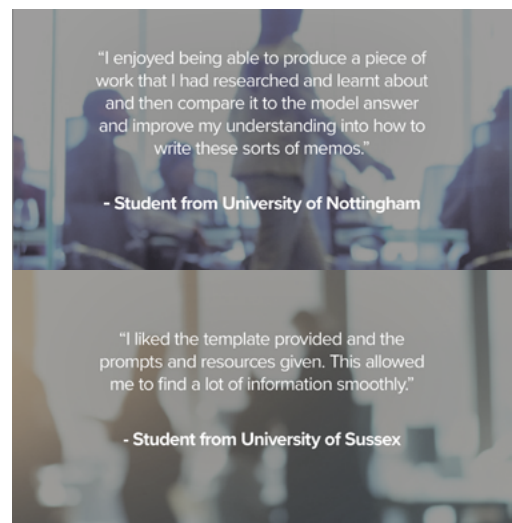 “I enjoyed being able to produce a piece of
work that I had researched and learnt about
and then compare it to the model answer
and improve my understanding into how to
write these sorts of memos.”
- Student from University of Nottingham
“I liked the template provided and the
prompts and resources given. This allowed
me to find a lot of information smoothly.”
- Student from University of Sussex